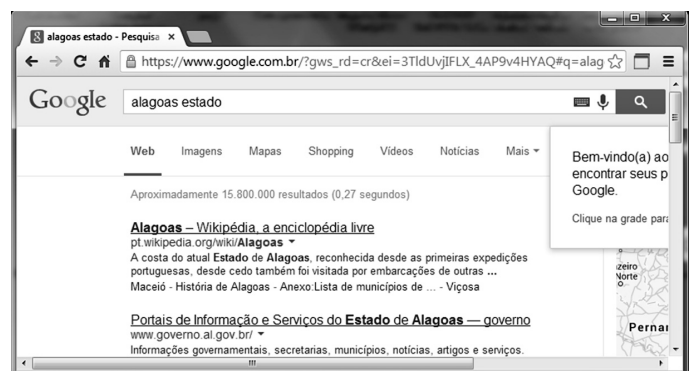 alagoas estado - Pesquisa
https://www.google.com.br/?gws_rd=cr&ei=3TldUvjIFLX_4AP9v4HYAQ#q=alag
Google alagoas estado
Web Imagens Mapas Shopping Vídeos Notícias Mais
Aproximadamente 15.800.000 resultados (0,27 segundos)
Alagoas – Wikipédia, a enciclopédia livre
pt.wikipedia.org/wiki/Alagoas
A costa do atual Estado de Alagoas, reconhecida desde as primeiras expedições
portuguesas, desde cedo também foi visitada por embarcações de outras ...
Maceió - História de Alagoas - Anexo:Lista de municípios de ... - Viçosa
Portais de Informação e Serviços do Estado de Alagoas — governo
www.governo.al.gov.br/
Informações governamentais, secretarias, municípios, notícias, artigos e serviços.
Bem-vindo(a) ao
encontrar seus p
Google.
Clique na grade para
zeiro
Norte
Pernar